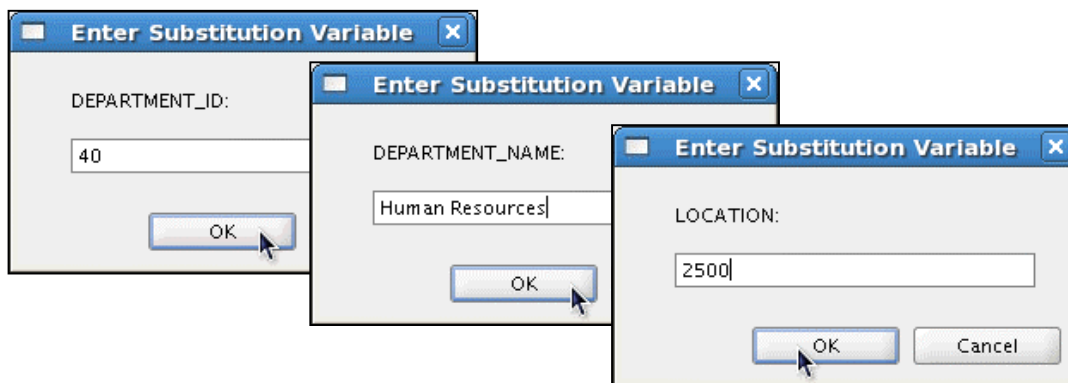 Enter Substitution Variable
DEPARTMENT_ID:
40
OK
Enter Substitution Variable
DEPARTMENT_NAME:
Human Resources
OK
Enter Substitution Variable
LOCATION:
2500
OK Cancel